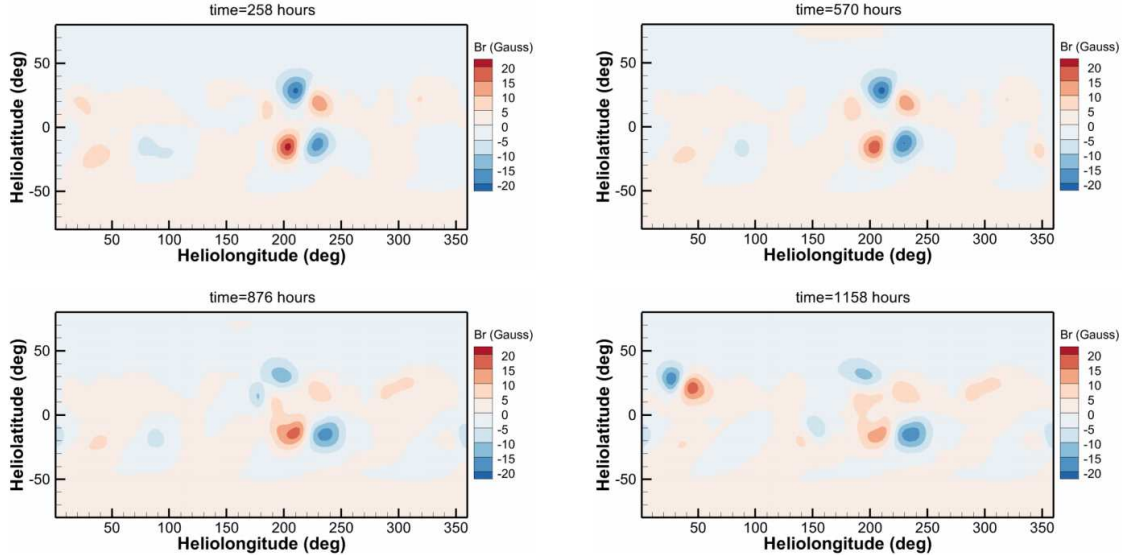 time=258 hours
Heliolatitude (deg)
50
0
-50
50 100 150 200 250 300 350
Heliolongitude (deg)
Br (Gauss)
20
15
10
5
0
-5
-10
-15
-20
time=570 hours
Heliolatitude (deg)
50
0
-50
50 100 150 200 250 300 350
Heliolongitude (deg)
Br (Gauss)
20
15
10
5
0
-5
-10
-15
-20
time=876 hours
Heliolatitude (deg)
50
0
-50
50 100 150 200 250 300 350
Heliolongitude (deg)
Br (Gauss)
20
15
10
5
0
-5
-10
-15
-20
time=1158 hours
Heliolatitude (deg)
50
0
-50
50 100 150 200 250 300 350
Heliolongitude (deg)
Br (Gauss)
20
15
10
5
0
-5
-10
-15
-20